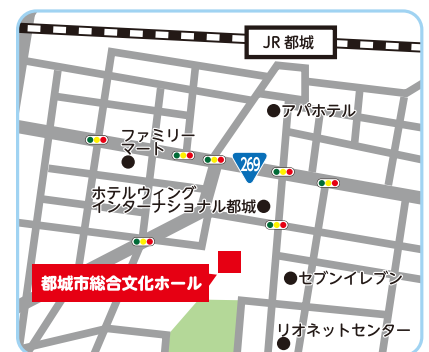 JR 都城
アパホテル
ファミリー
マート
269
ホテルウィング
インターナショナル都城
都城市総合文化ホール
セブンイレブン
リオネットセンター